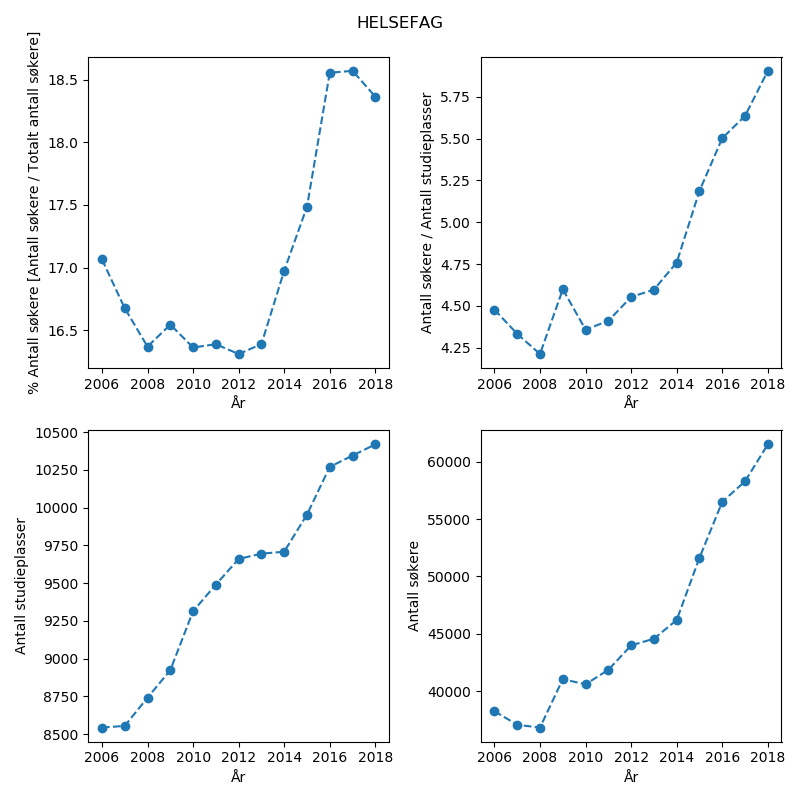 HELSEFAG
% Antall søkere [Antall søkere / Totalt antall søkere]
18.5
18.0
17.5
17.0
16.5
2006 2008 2010 2012 2014 2016 2018
År
Antall søkere / Antall studieplasser
5.75
5.50
5.25
5.00
4.75
4.50
4.25
2006 2008 2010 2012 2014 2016 2018
År
Antall studieplasser
10500
10250
10000
9750
9500
9250
9000
8750
8500
2006 2008 2010 2012 2014 2016 2018
År
Antall søkere
60000
55000
50000
45000
40000
2006 2008 2010 2012 2014 2016 2018
År